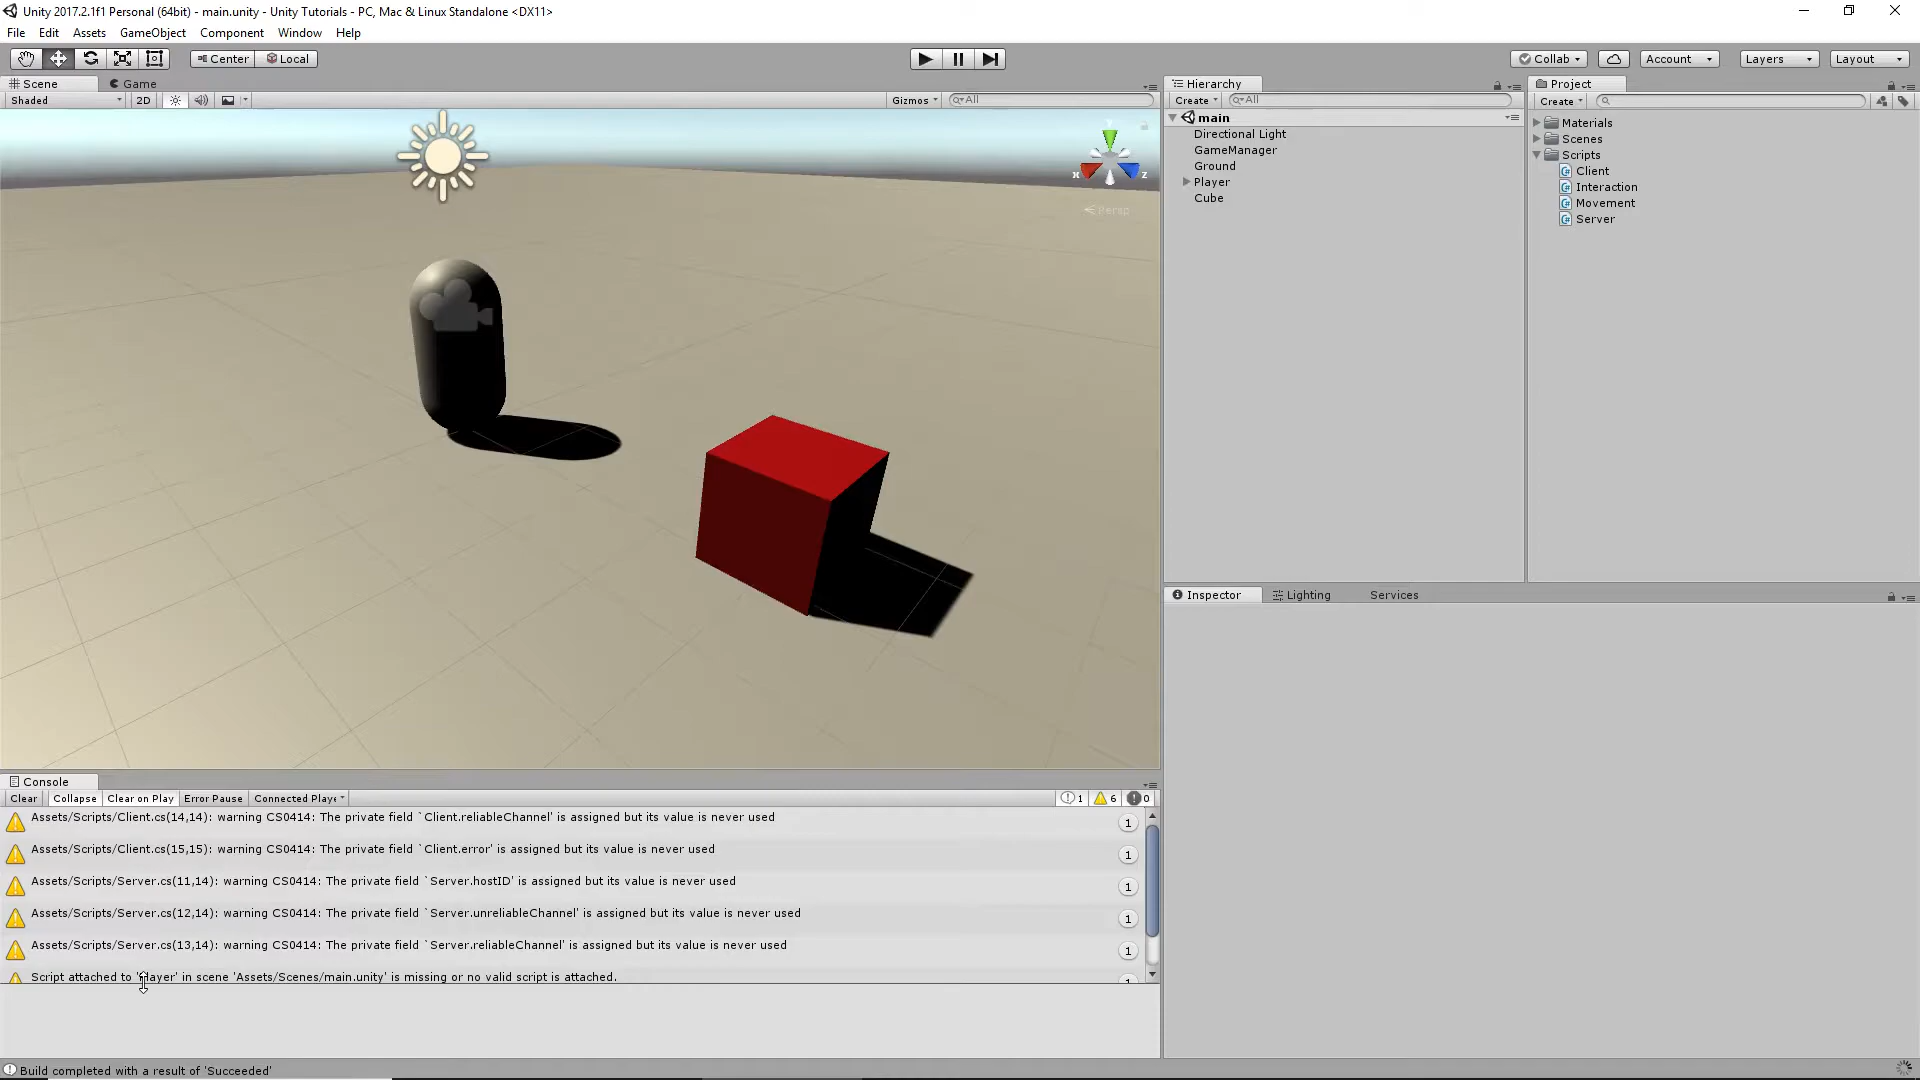 Unity 2017.2.1f1 Personal (64bit) - main.unity - Unity Tutorials - PC, Mac & Linux Standalone <DX11>
File Edit Assets GameObject Component Window Help
Center Local Collab Account Layers Layout
Scene Game
Shaded 2D Gizmos All
x z
Persp
Hierarchy
Create All
main
Directional Light
GameManager
Ground
Player
Cube
Project
Create
Materials
Scenes
Scripts
Client
Interaction
Movement
Server
Inspector Lighting Services
Console
Clear Collapse Clear on Play Error Pause Connected Playe 1 6 0
Assets/Scripts/Client.cs(14,14): warning CS0414: The private field `Client.reliableChannel' is assigned but its value is never used 1
Assets/Scripts/Client.cs(15,15): warning CS0414: The private field `Client.error' is assigned but its value is never used 1
Assets/Scripts/Server.cs(11,14): warning CS0414: The private field `Server.hostID' is assigned but its value is never used 1
Assets/Scripts/Server.cs(12,14): warning CS0414: The private field `Server.unreliableChannel' is assigned but its value is never used 1
Assets/Scripts/Server.cs(13,14): warning CS0414: The private field `Server.reliableChannel' is assigned but its value is never used 1
Script attached to 'Player' in scene 'Assets/Scenes/main.unity' is missing or no valid script is attached. 1
Build completed with a result of 'Succeeded'